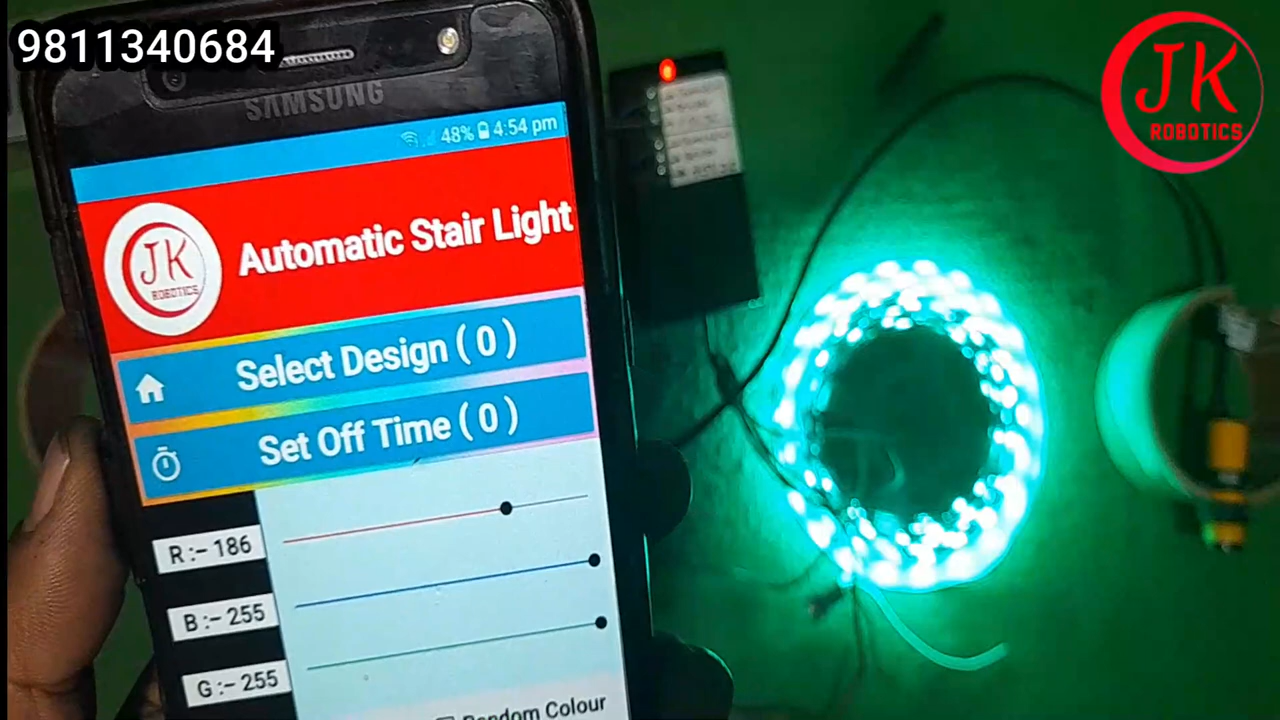 9811340684
SAMSUNG
48% 4:54 pm
JK
ROBOTICS
Automatic Stair Light
Select Design ( 0 )
Set Off Time ( 0 )
R :– 186
B :– 255
G :– 255
Random Colour
JK
ROBOTICS